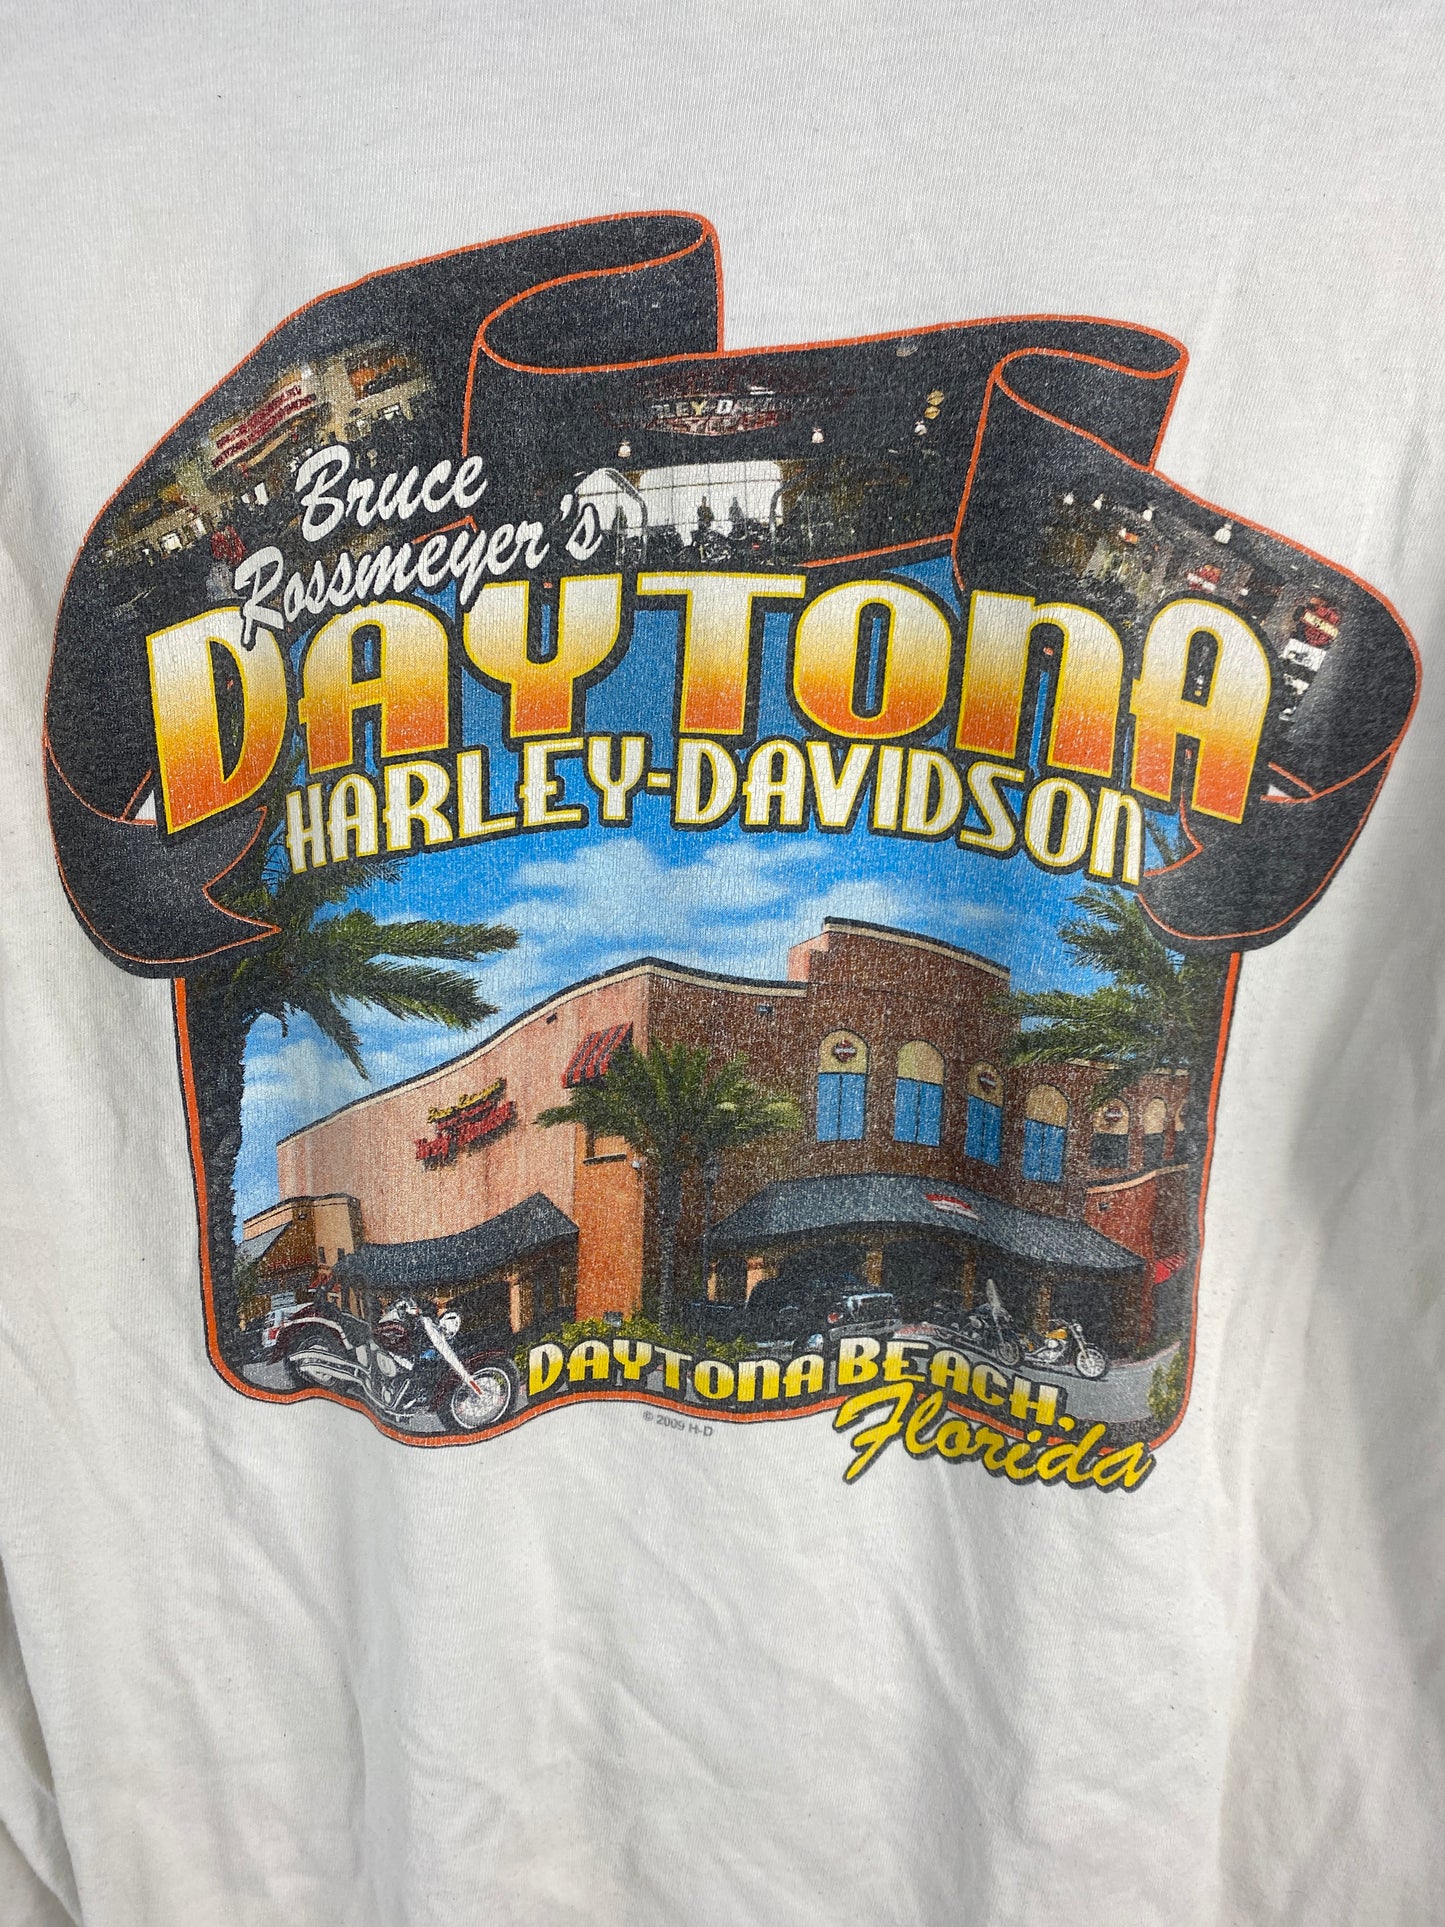 Bruce
Rossmeyer's
DAYTONA
HARLEY-DAVIDSON
DAYTONA BEACH,
Florida
© 2009 H-D